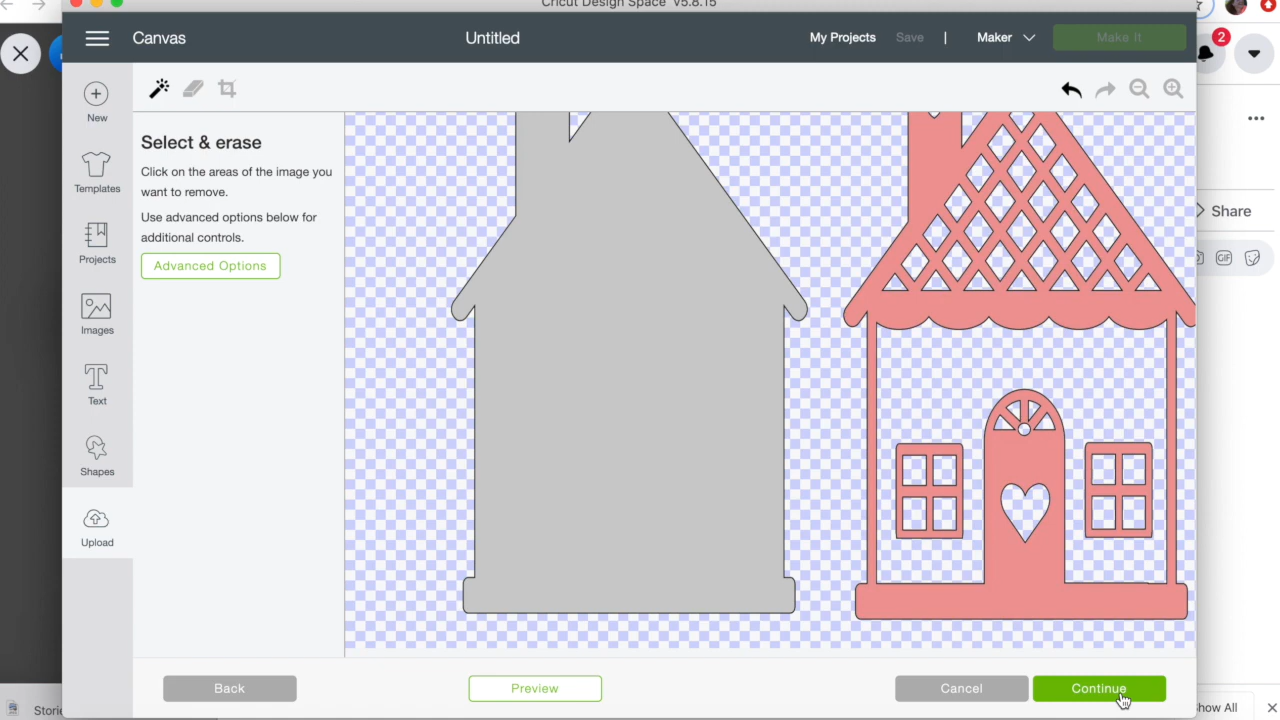 Cricut Design Space v5.8.15
Canvas
Untitled
My Projects
Save
|
Maker
Make It
2
New
Templates
Projects
Images
Text
Shapes
Upload
Select & erase
Click on the areas of the image you
want to remove.
Use advanced options below for
additional controls.
Advanced Options
Share
GIF
Back
Preview
Cancel
Continue